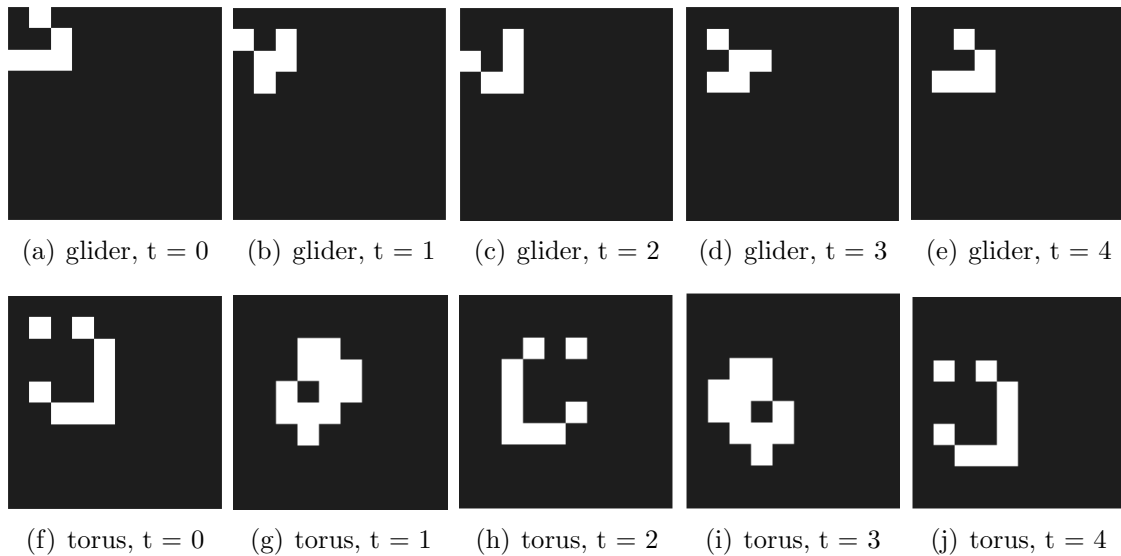 (a) glider, t = 0 (b) glider, t = 1 (c) glider, t = 2 (d) glider, t = 3 (e) glider, t = 4
(f) torus, t = 0 (g) torus, t = 1 (h) torus, t = 2 (i) torus, t = 3 (j) torus, t = 4